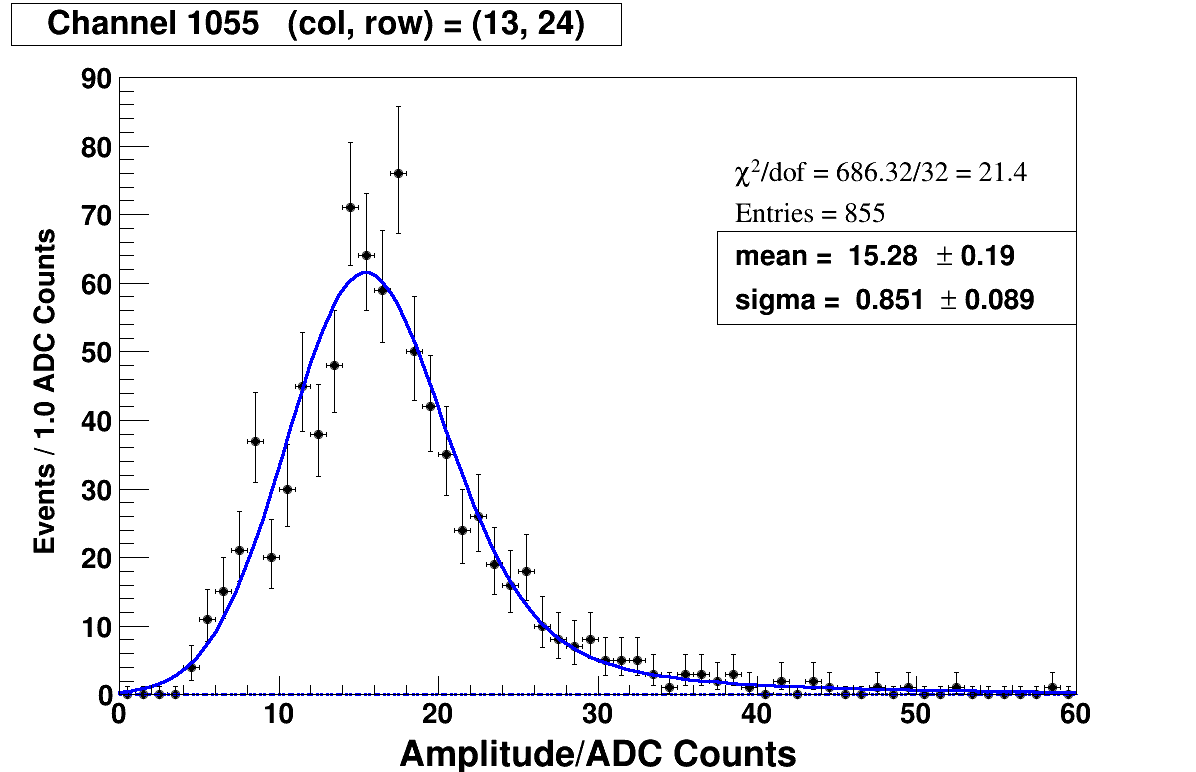 Channel 1055 (col, row) = (13, 24)
90
80
70
60
50
40
30
20
10
0
Events / 1.0 ADC Counts
χ²/dof = 686.32/32 = 21.4
Entries = 855
mean = 15.28 ± 0.19
sigma = 0.851 ± 0.089
0 10 20 30 40 50 60
Amplitude/ADC Counts